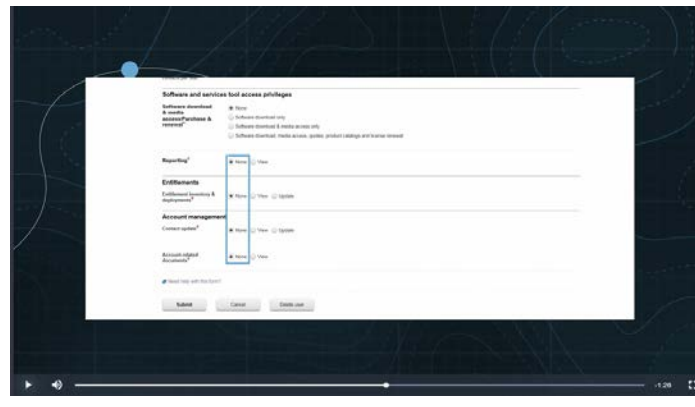 Software and services tool access privileges
Software download
& media
access/Purchase &
renewal*
None
Software download only
Software download & media access only
Software download, media access, quotes, product catalogs and license renewal
Reporting*
None View
Entitlements
Entitlement inventory &
deployments*
None View Update
Account management
Contact update*
None View Update
Account related
documents*
None View
Need help with this form?
Submit Cancel Delete user
-1:26